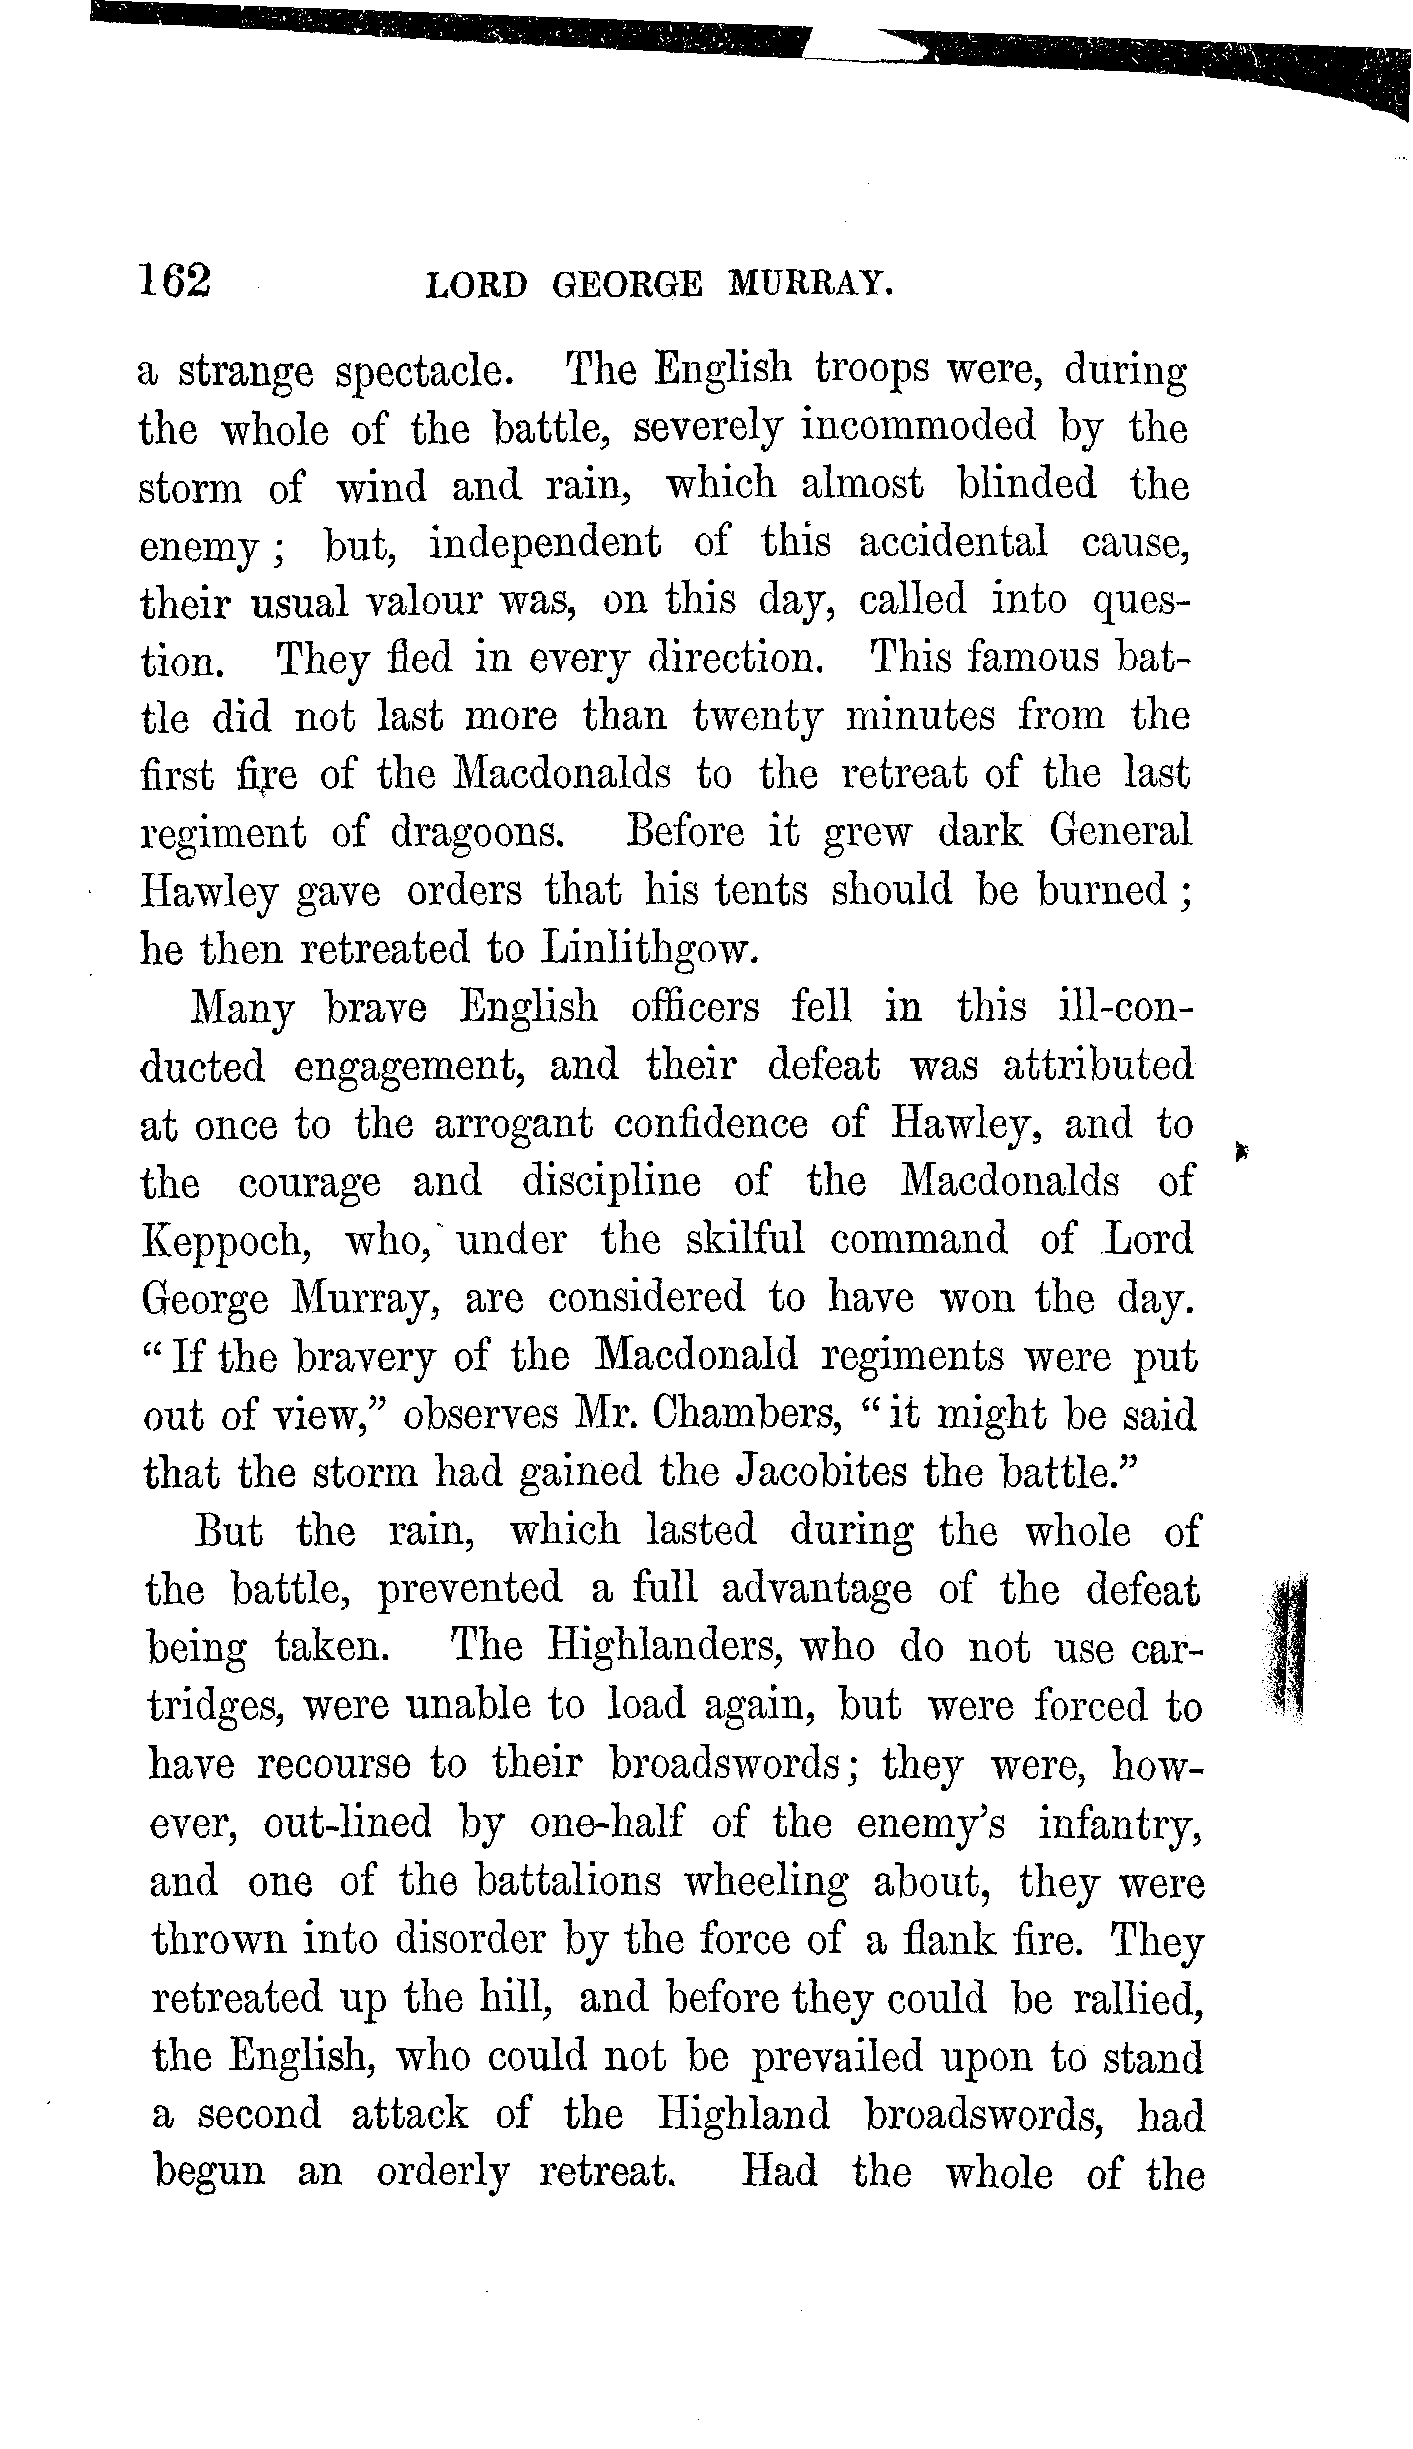 162 LORD GEORGE MURRAY.
a strange spectacle. The English troops were, during
the whole of the battle, severely incommoded by the
storm of wind and rain, which almost blinded the
enemy ; but, independent of this accidental cause,
their usual valour was, on this day, called into ques-
tion. They fled in every direction. This famous bat-
tle did not last more than twenty minutes from the
first fire of the Macdonalds to the retreat of the last
regiment of dragoons. Before it grew dark General
Hawley gave orders that his tents should be burned ;
he then retreated to Linlithgow.
Many brave English officers fell in this ill-con-
ducted engagement, and their defeat was attributed
at once to the arrogant confidence of Hawley, and to
the courage and discipline of the Macdonalds of
Keppoch, who, under the skilful command of Lord
George Murray, are considered to have won the day.
“ If the bravery of the Macdonald regiments were put
out of view,” observes Mr. Chambers, “ it might be said
that the storm had gained the Jacobites the battle.”
But the rain, which lasted during the whole of
the battle, prevented a full advantage of the defeat
being taken. The Highlanders, who do not use car-
tridges, were unable to load again, but were forced to
have recourse to their broadswords; they were, how-
ever, out-lined by one-half of the enemy’s infantry,
and one of the battalions wheeling about, they were
thrown into disorder by the force of a flank fire. They
retreated up the hill, and before they could be rallied,
the English, who could not be prevailed upon to stand
a second attack of the Highland broadswords, had
begun an orderly retreat. Had the whole of the